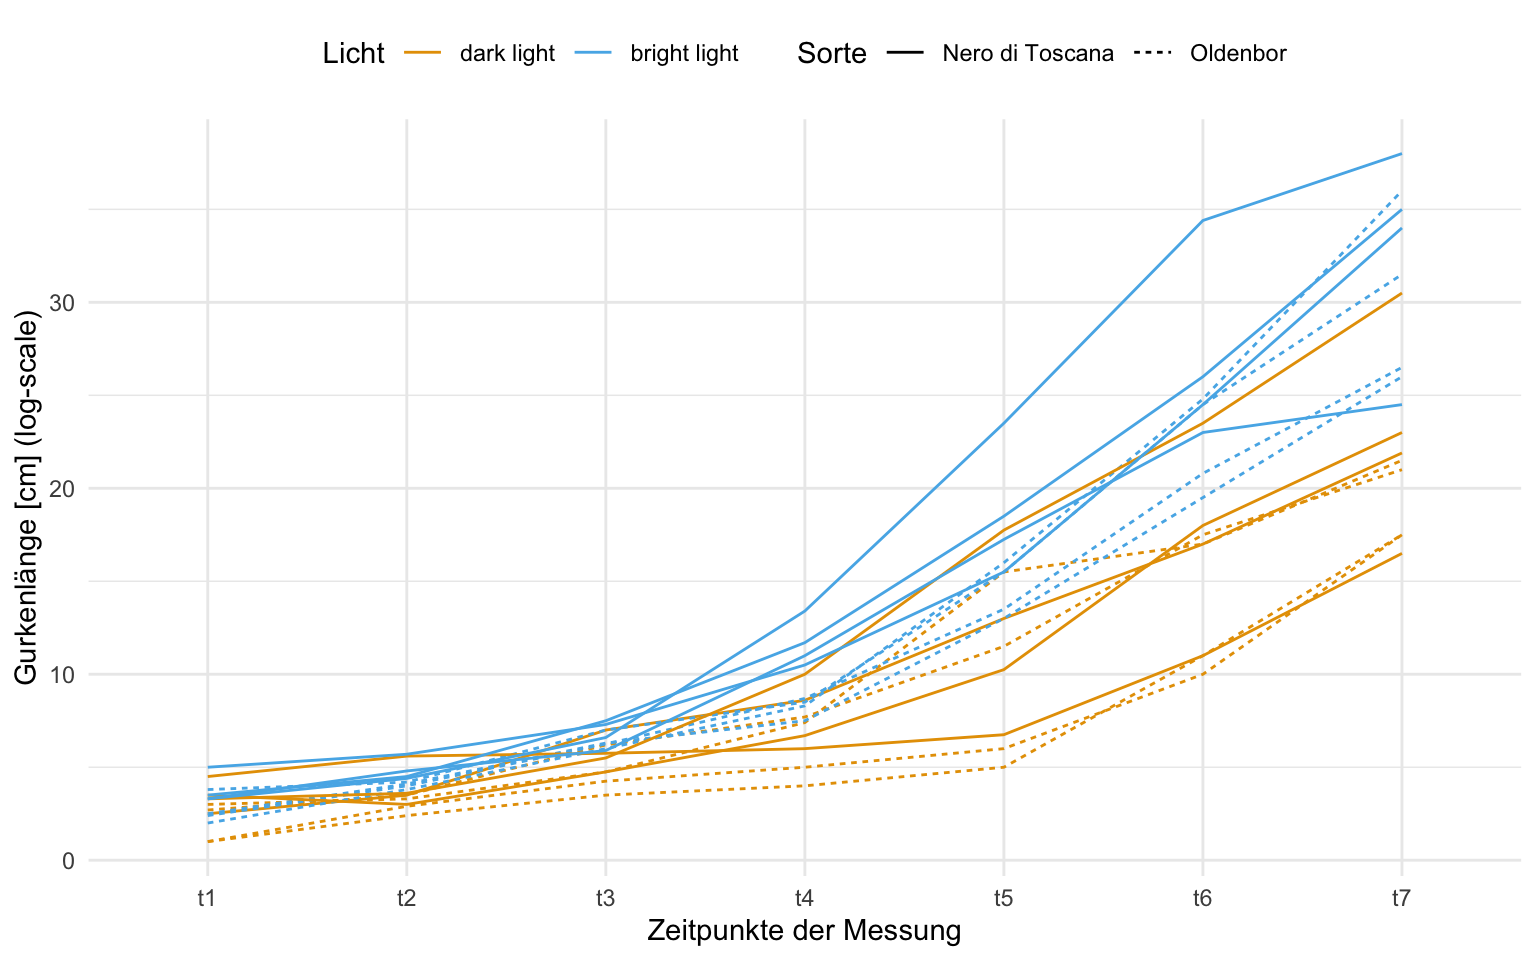 Licht dark light bright light Sorte Nero di Toscana Oldenbor
Gurkenlänge [cm] (log-scale)
30
20
10
0
t1 t2 t3 t4 t5 t6 t7
Zeitpunkte der Messung